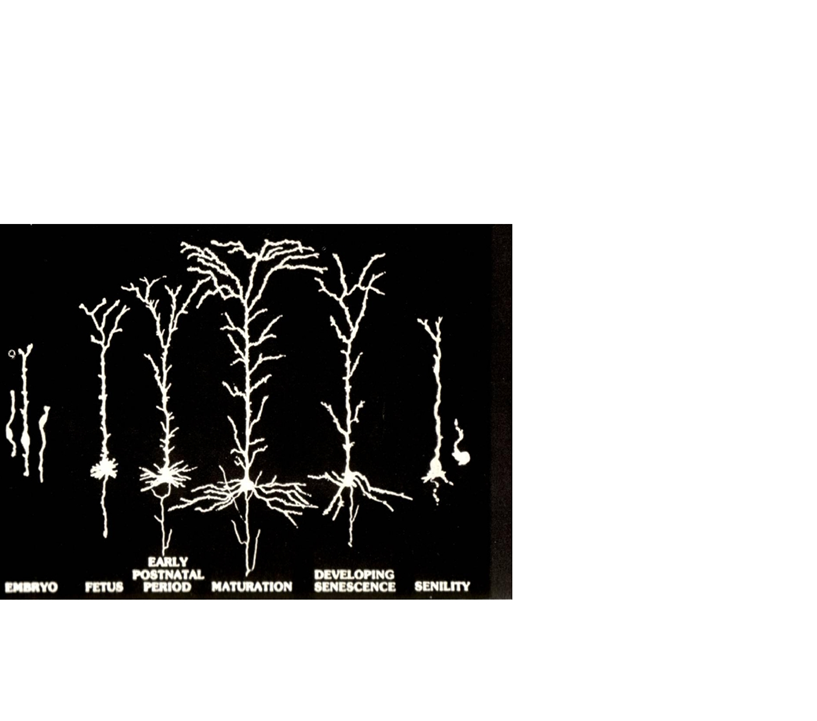 EMBRYO
FETUS
EARLY
POSTNATAL
PERIOD
MATURATION
DEVELOPING
SENESCENCE
SENILITY